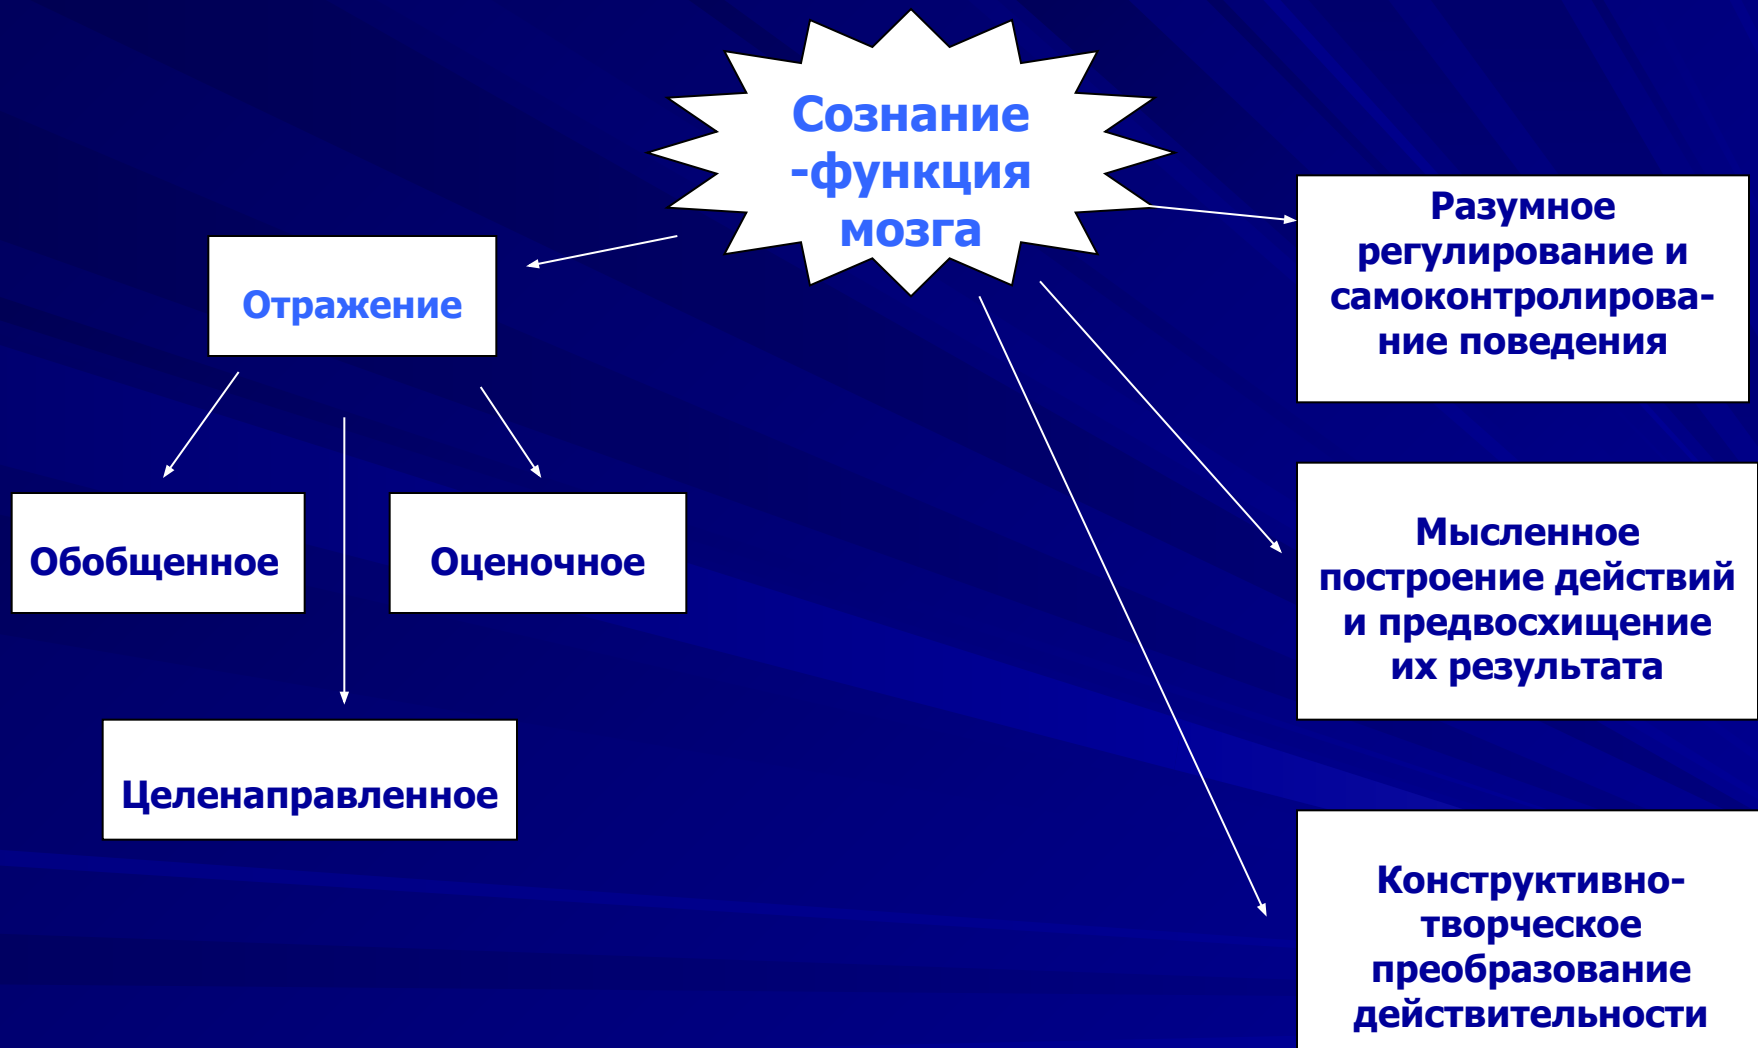 Сознание
-функция
мозга
Отражение
Обобщенное
Оценочное
Целенаправленное
Разумное
регулирование и
самоконтролирова-
ние поведения
Мысленное
построение действий
и предвосхищение
их результата
Конструктивно-
творческое
преобразование
действительности